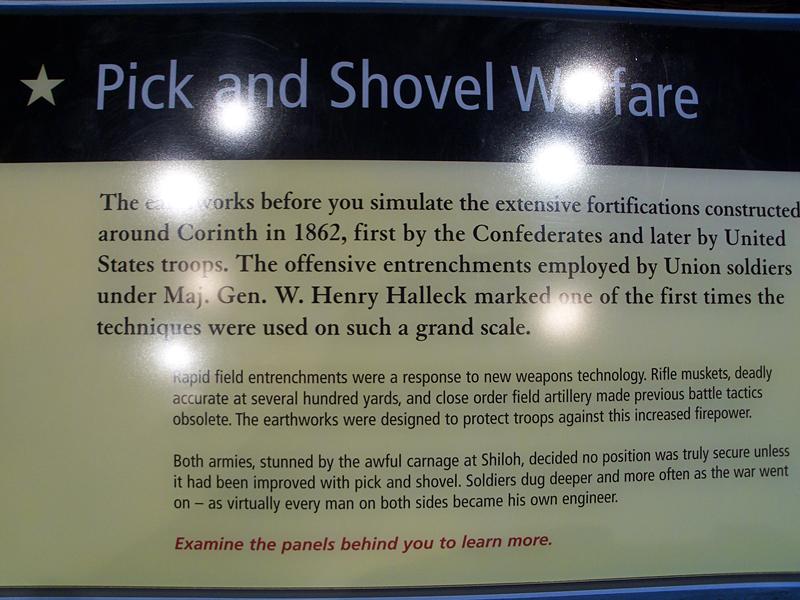 Pick and Shovel Warfare
The earthworks before you simulate the extensive fortifications constructed
around Corinth in 1862, first by the Confederates and later by United
States troops. The offensive entrenchments employed by Union soldiers
under Maj. Gen. W. Henry Halleck marked one of the first times the
techniques were used on such a grand scale.
Rapid field entrenchments were a response to new weapons technology. Rifle muskets, deadly
accurate at several hundred yards, and close order field artillery made previous battle tactics
obsolete. The earthworks were designed to protect troops against this increased firepower.
Both armies, stunned by the awful carnage at Shiloh, decided no position was truly secure unless
it had been improved with pick and shovel. Soldiers dug deeper and more often as the war went
on – as virtually every man on both sides became his own engineer.
Examine the panels behind you to learn more.